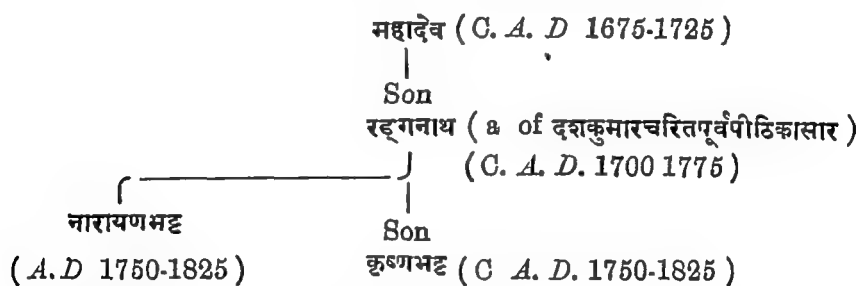 महादेव ( C. A. D 1675-1725 )
Son
रङ्गनाथ ( a of दशकुमारचरितपूर्वपीठिकासार )
( C. A. D. 1700 1775 )
नारायणभट्ट
( A.D 1750-1825 )
Son
कृष्णभट्ट ( C A. D. 1750-1825 )